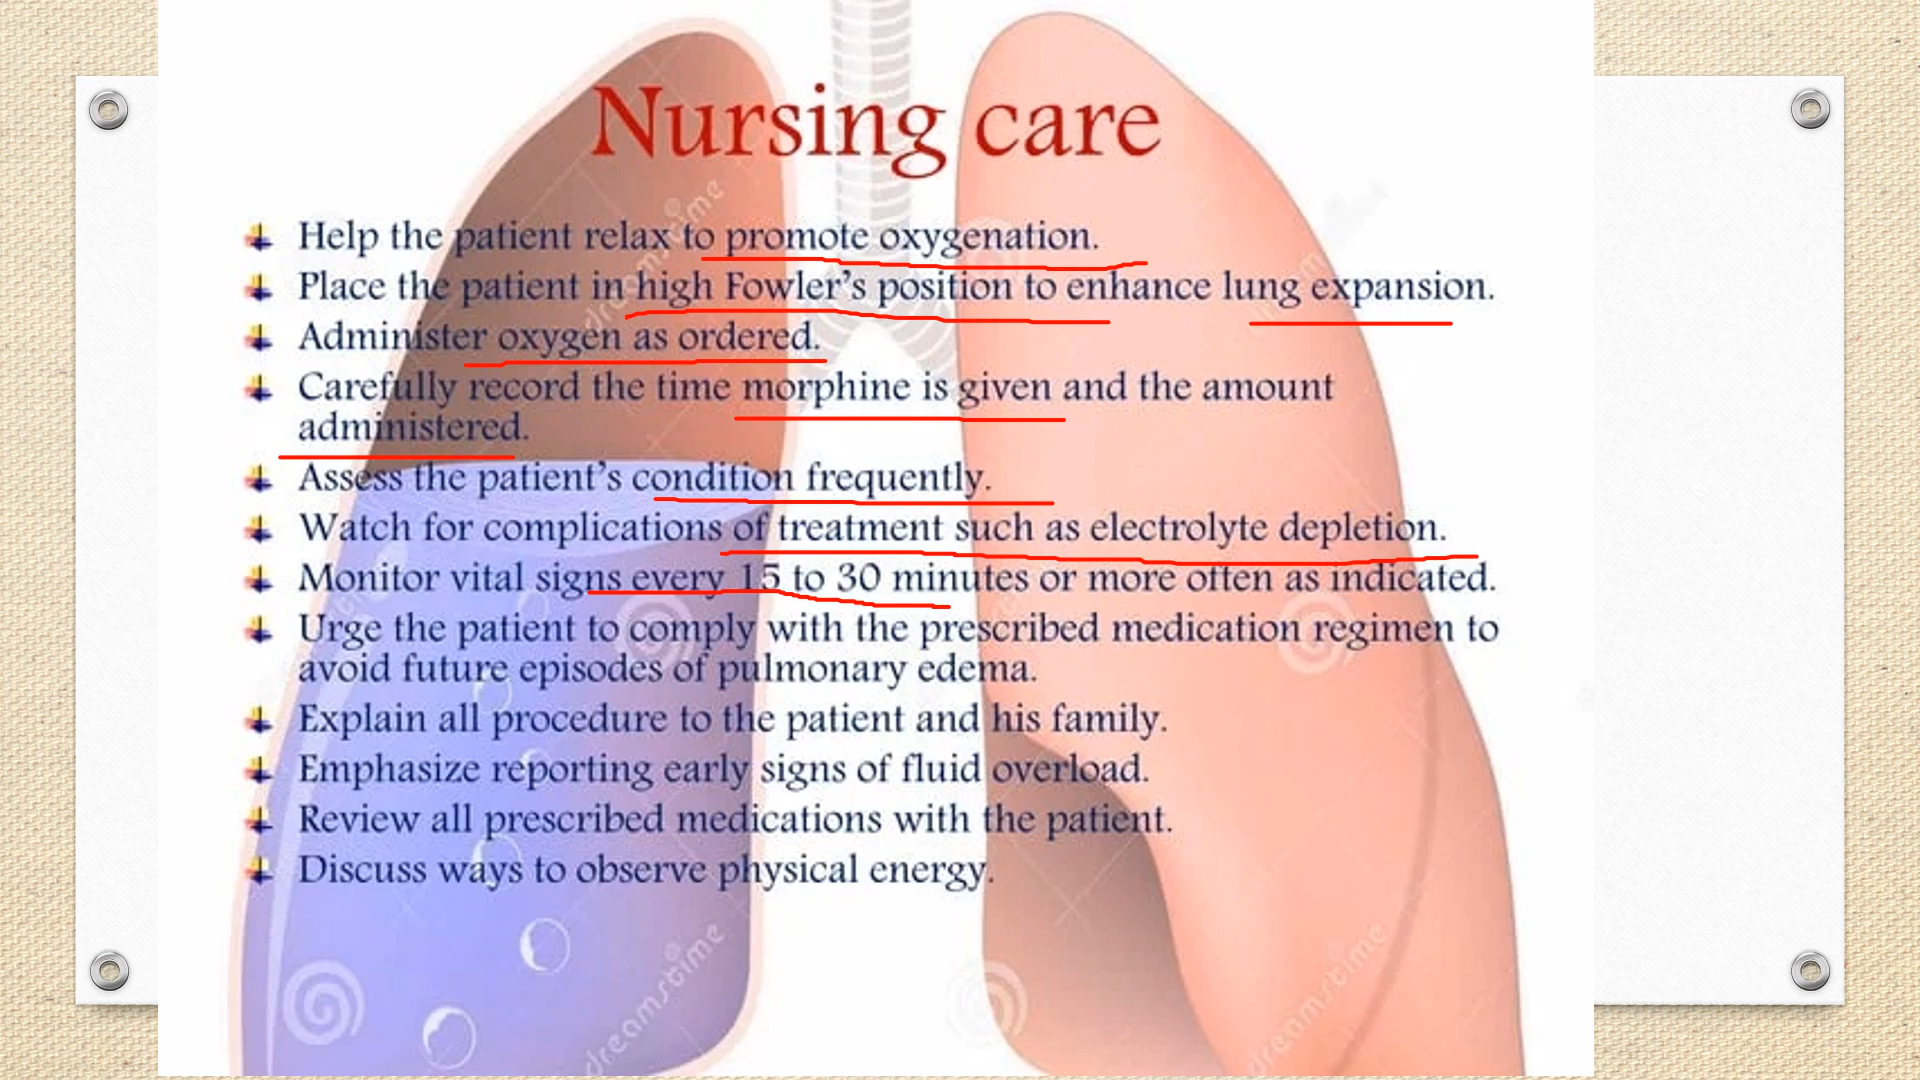 Nursing care
Help the patient relax to promote oxygenation.
Place the patient in high Fowler's position to enhance lung expansion.
Administer oxygen as ordered.
Carefully record the time morphine is given and the amount
administered.
Assess the patient's condition frequently.
Watch for complications of treatment such as electrolyte depletion.
Monitor vital signs every 15 to 30 minutes or more often as indicated.
Urge the patient to comply with the prescribed medication regimen to
avoid future episodes of pulmonary edema.
Explain all procedure to the patient and his family.
Emphasize reporting early signs of fluid overload.
Review all prescribed medications with the patient.
Discuss ways to observe physical energy.
dreamstime
dreamstime
dreamstime